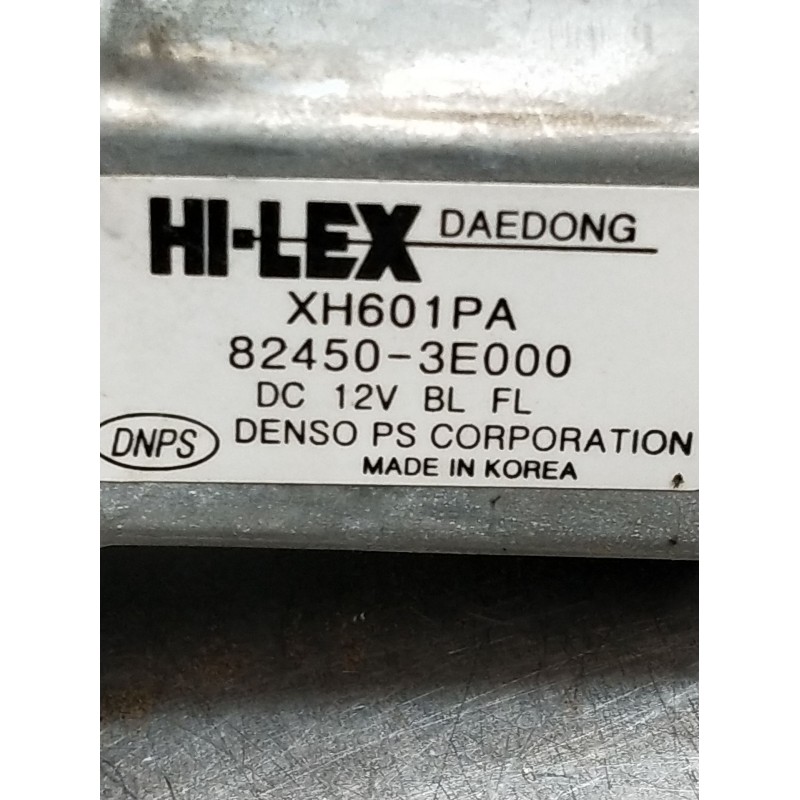 HI-LEX DAEDONG
XH601PA
82450-3E000
DC 12V BL FL
DNPS DENSO PS CORPORATION
MADE IN KOREA